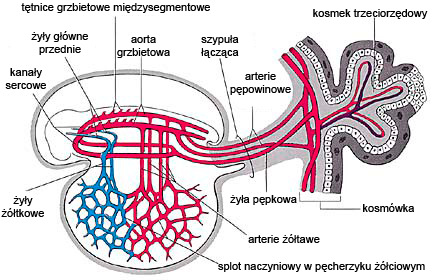 tętnice grzbietowe międzysegmentowe
kosmek trzeciorzędowy
żyły główne
przednie
aorta
grzbietowa
szypuła
łącząca
kanały
sercowe
arterie
pępowinowe
żyły
żółtkowe
żyła pępkowa
kosmówka
arterie żółtawe
splot naczyniowy w pęcherzyku żółciowym